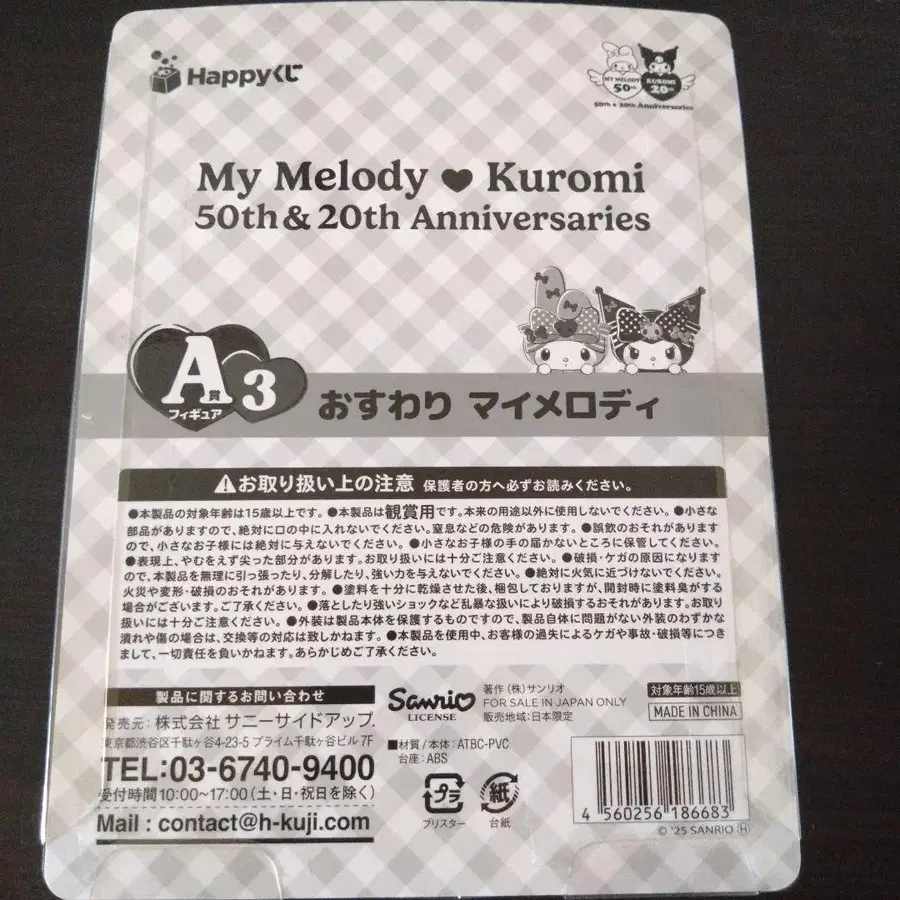 Happyくじ
MY MELODY 50th KUROMI 20th
50th & 20th Anniversaries
My Melody ♥ Kuromi
50th & 20th Anniversaries
A賞 3
フィギュア
おすわり マイメロディ
⚠お取り扱い上の注意 保護者の方へ必ずお読みください。
●本製品の対象年齢は15歳以上です。●本製品は観賞用です。本来の用途以外に使用しないでください。●小さな
部品がありますので、絶対に口の中に入れないでください。窒息などの危険があります。●誤飲のおそれがあります
ので、小さなお子様には絶対に与えないでください。●小さなお子様の手の届かないところに保管してください。
●表現上、やむをえず尖った部分があります。お取り扱いには十分ご注意ください。●破損・ケガの原因になります
ので、本製品を無理に引っ張ったり、分解したり、強い力を与えないでください。●絶対に火気に近づけないでください。
火災や変形・破損のおそれがあります。●塗料を十分に乾燥させた後、梱包しておりますが、開封時に塗料臭がする
場合がございます。ご了承ください。●落としたり強いショックなど乱暴な扱いにより破損するおそれがあります。お取り
扱いには十分ご注意ください。●外装は製品本体を保護するものですので、製品自体に問題がない外装のわずかな
潰れや傷の場合は、交換等の対応は致しかねます。●本製品を使用中、お客様の過失によるケガや事故・破損等につき
まして、一切責任を負いかねます。あらかじめご了承ください。
製品に関するお問い合わせ
発売元：株式会社 サニーサイドアップ
東京都渋谷区千駄ヶ谷4-23-5 プライム千駄ヶ谷ビル 7F
TEL:03-6740-9400
受付時間10:00~17:00(土・日・祝日を除く)
Mail : contact@h-kuji.com
Sanrio
LICENSE
著作（株）サンリオ
FOR SALE IN JAPAN ONLY
販売地域：日本限定
対象年齢15歳以上
MADE IN CHINA
■材質/本体：ATBC-PVC
台座：ABS
プラ
ブリスター
紙
台紙
4 560256 186683
© '25 SANRIO Ⓗ